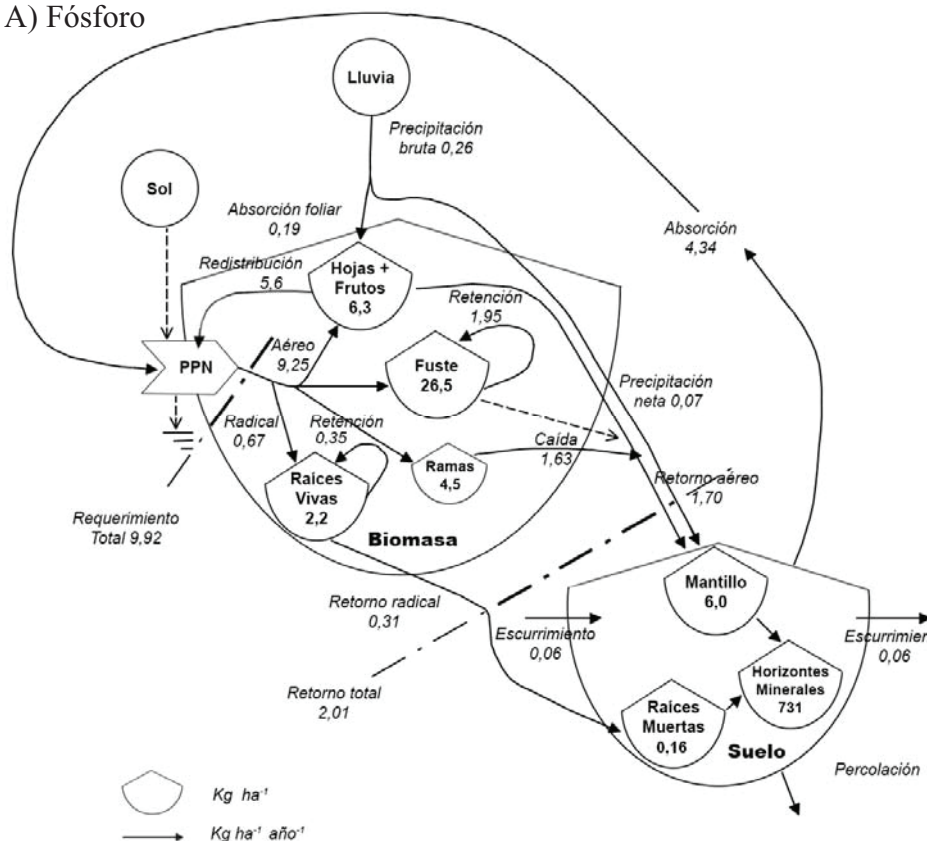 A) Fósforo
Lluvia
Precipitación
bruta 0,26
Sol
Absorción foliar
0,19
Absorción
4,34
Redistribución
5,6
Hojas +
Frutos
6,3
Retención
1,95
Aéreo
9,25
PPN
Fuste
26,5
Precipitación
neta 0,07
Radical
0,67
Retención
0,35
Caída
1,63
Ramas
4,5
Raíces
Vivas
2,2
Retorno aéreo
1,70
Requerimiento
Total 9,92
Biomasa
Mantillo
6,0
Retorno radical
0,31
Escurrimiento
0,06
Escurrimien
0,06
Horizontes
Minerales
731
Retorno total
2,01
Raíces
Muertas
0,16
Suelo
Percolación
Kg ha⁻¹
Kg ha⁻¹ año⁻¹